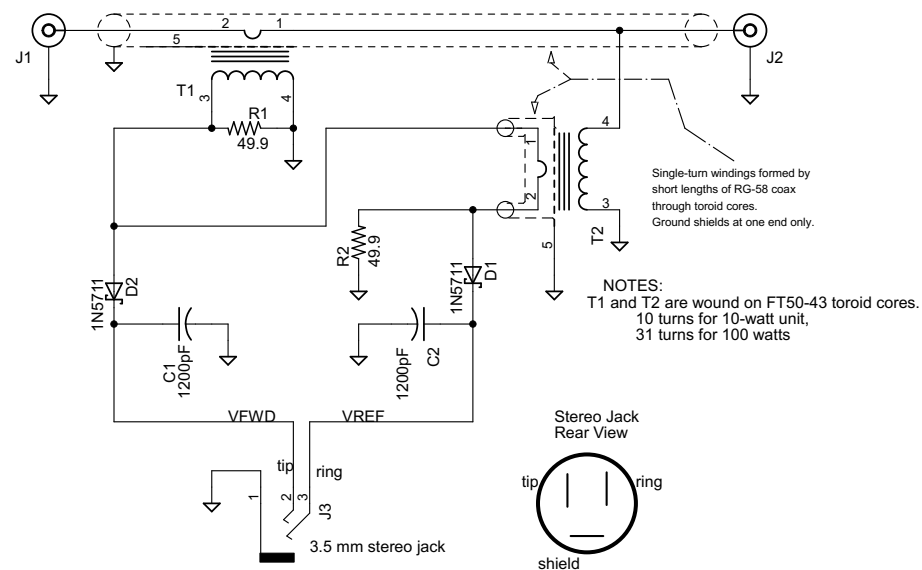 2 1
5
J1
J2
T1
3
4
R1
49.9
4
1
2
3
5
T2
Single-turn windings formed by
short lengths of RG-58 coax
through toroid cores.
Ground shields at one end only.
R2
49.9
1N5711
D2
1N5711
D1
NOTES:
T1 and T2 are wound on FT50-43 toroid cores.
10 turns for 10-watt unit,
31 turns for 100 watts
C1
1200pF
1200pF
C2
VFWD
VREF
Stereo Jack
Rear View
tip
ring
1
2
3
J3
3.5 mm stereo jack
tip
ring
shield